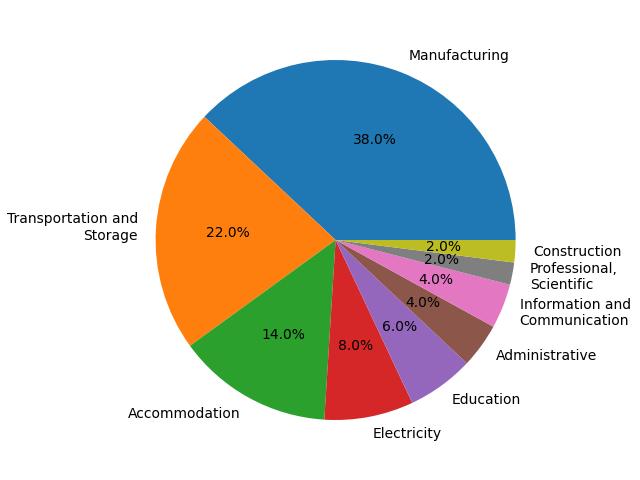 Manufacturing
38.0%
Transportation and
Storage
22.0%
14.0%
Accommodation
8.0%
Electricity
6.0%
Education
4.0%
Administrative
4.0%
Information and
Communication
2.0%
Professional,
Scientific
2.0%
Construction